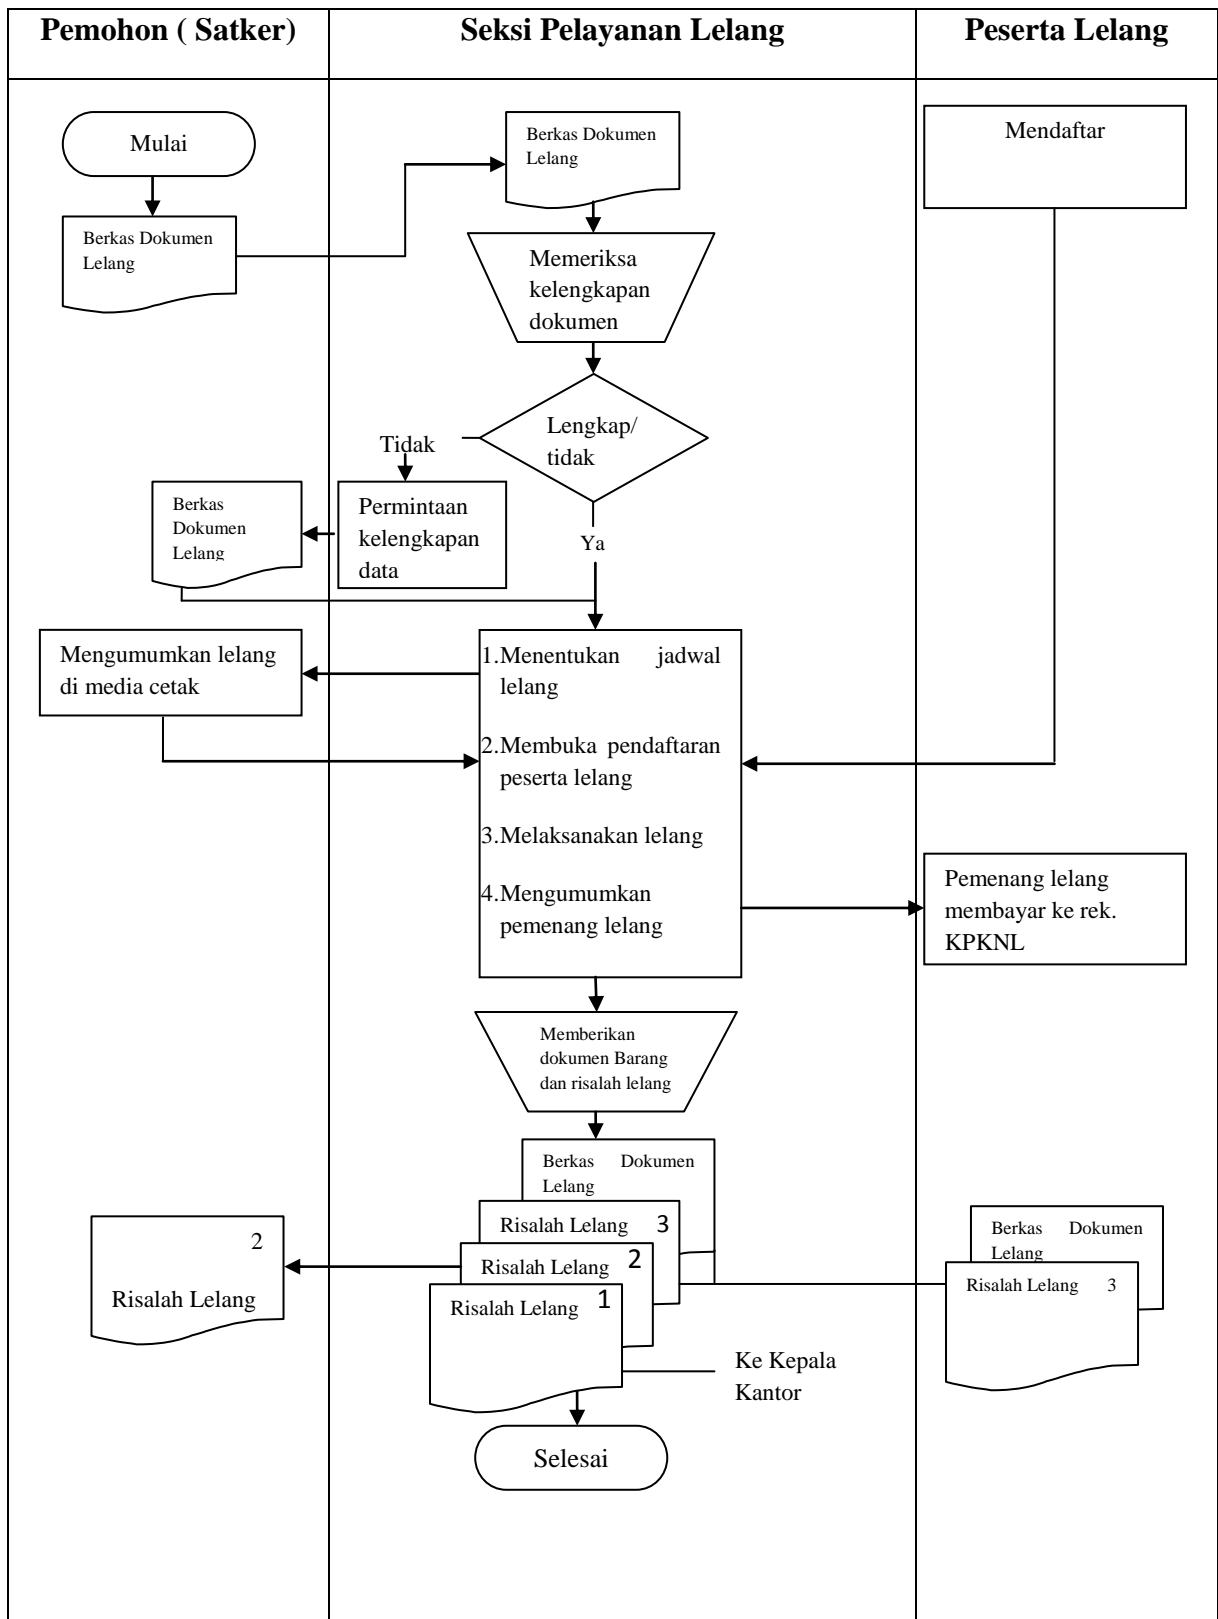 Pemohon ( Satker)
Seksi Pelayanan Lelang
Peserta Lelang
Mulai
Berkas Dokumen
Lelang
Berkas Dokumen
Lelang
Mendaftar
Memeriksa
kelengkapan
dokumen
Lengkap/
tidak
Tidak
Ya
Permintaan
kelengkapan
data
Berkas
Dokumen
Lelang
Mengumumkan lelang
di media cetak
1.Menentukan jadwal
lelang
2.Membuka pendaftaran
peserta lelang
3.Melaksanakan lelang
4.Mengumumkan
pemenang lelang
Pemenang lelang
membayar ke rek.
KPKNL
Memberikan
dokumen Barang
dan risalah lelang
Berkas Dokumen
Lelang
Risalah Lelang 3
Risalah Lelang 2
Risalah Lelang 1
2
Risalah Lelang
Berkas Dokumen
Lelang
Risalah Lelang 3
Ke Kepala
Kantor
Selesai